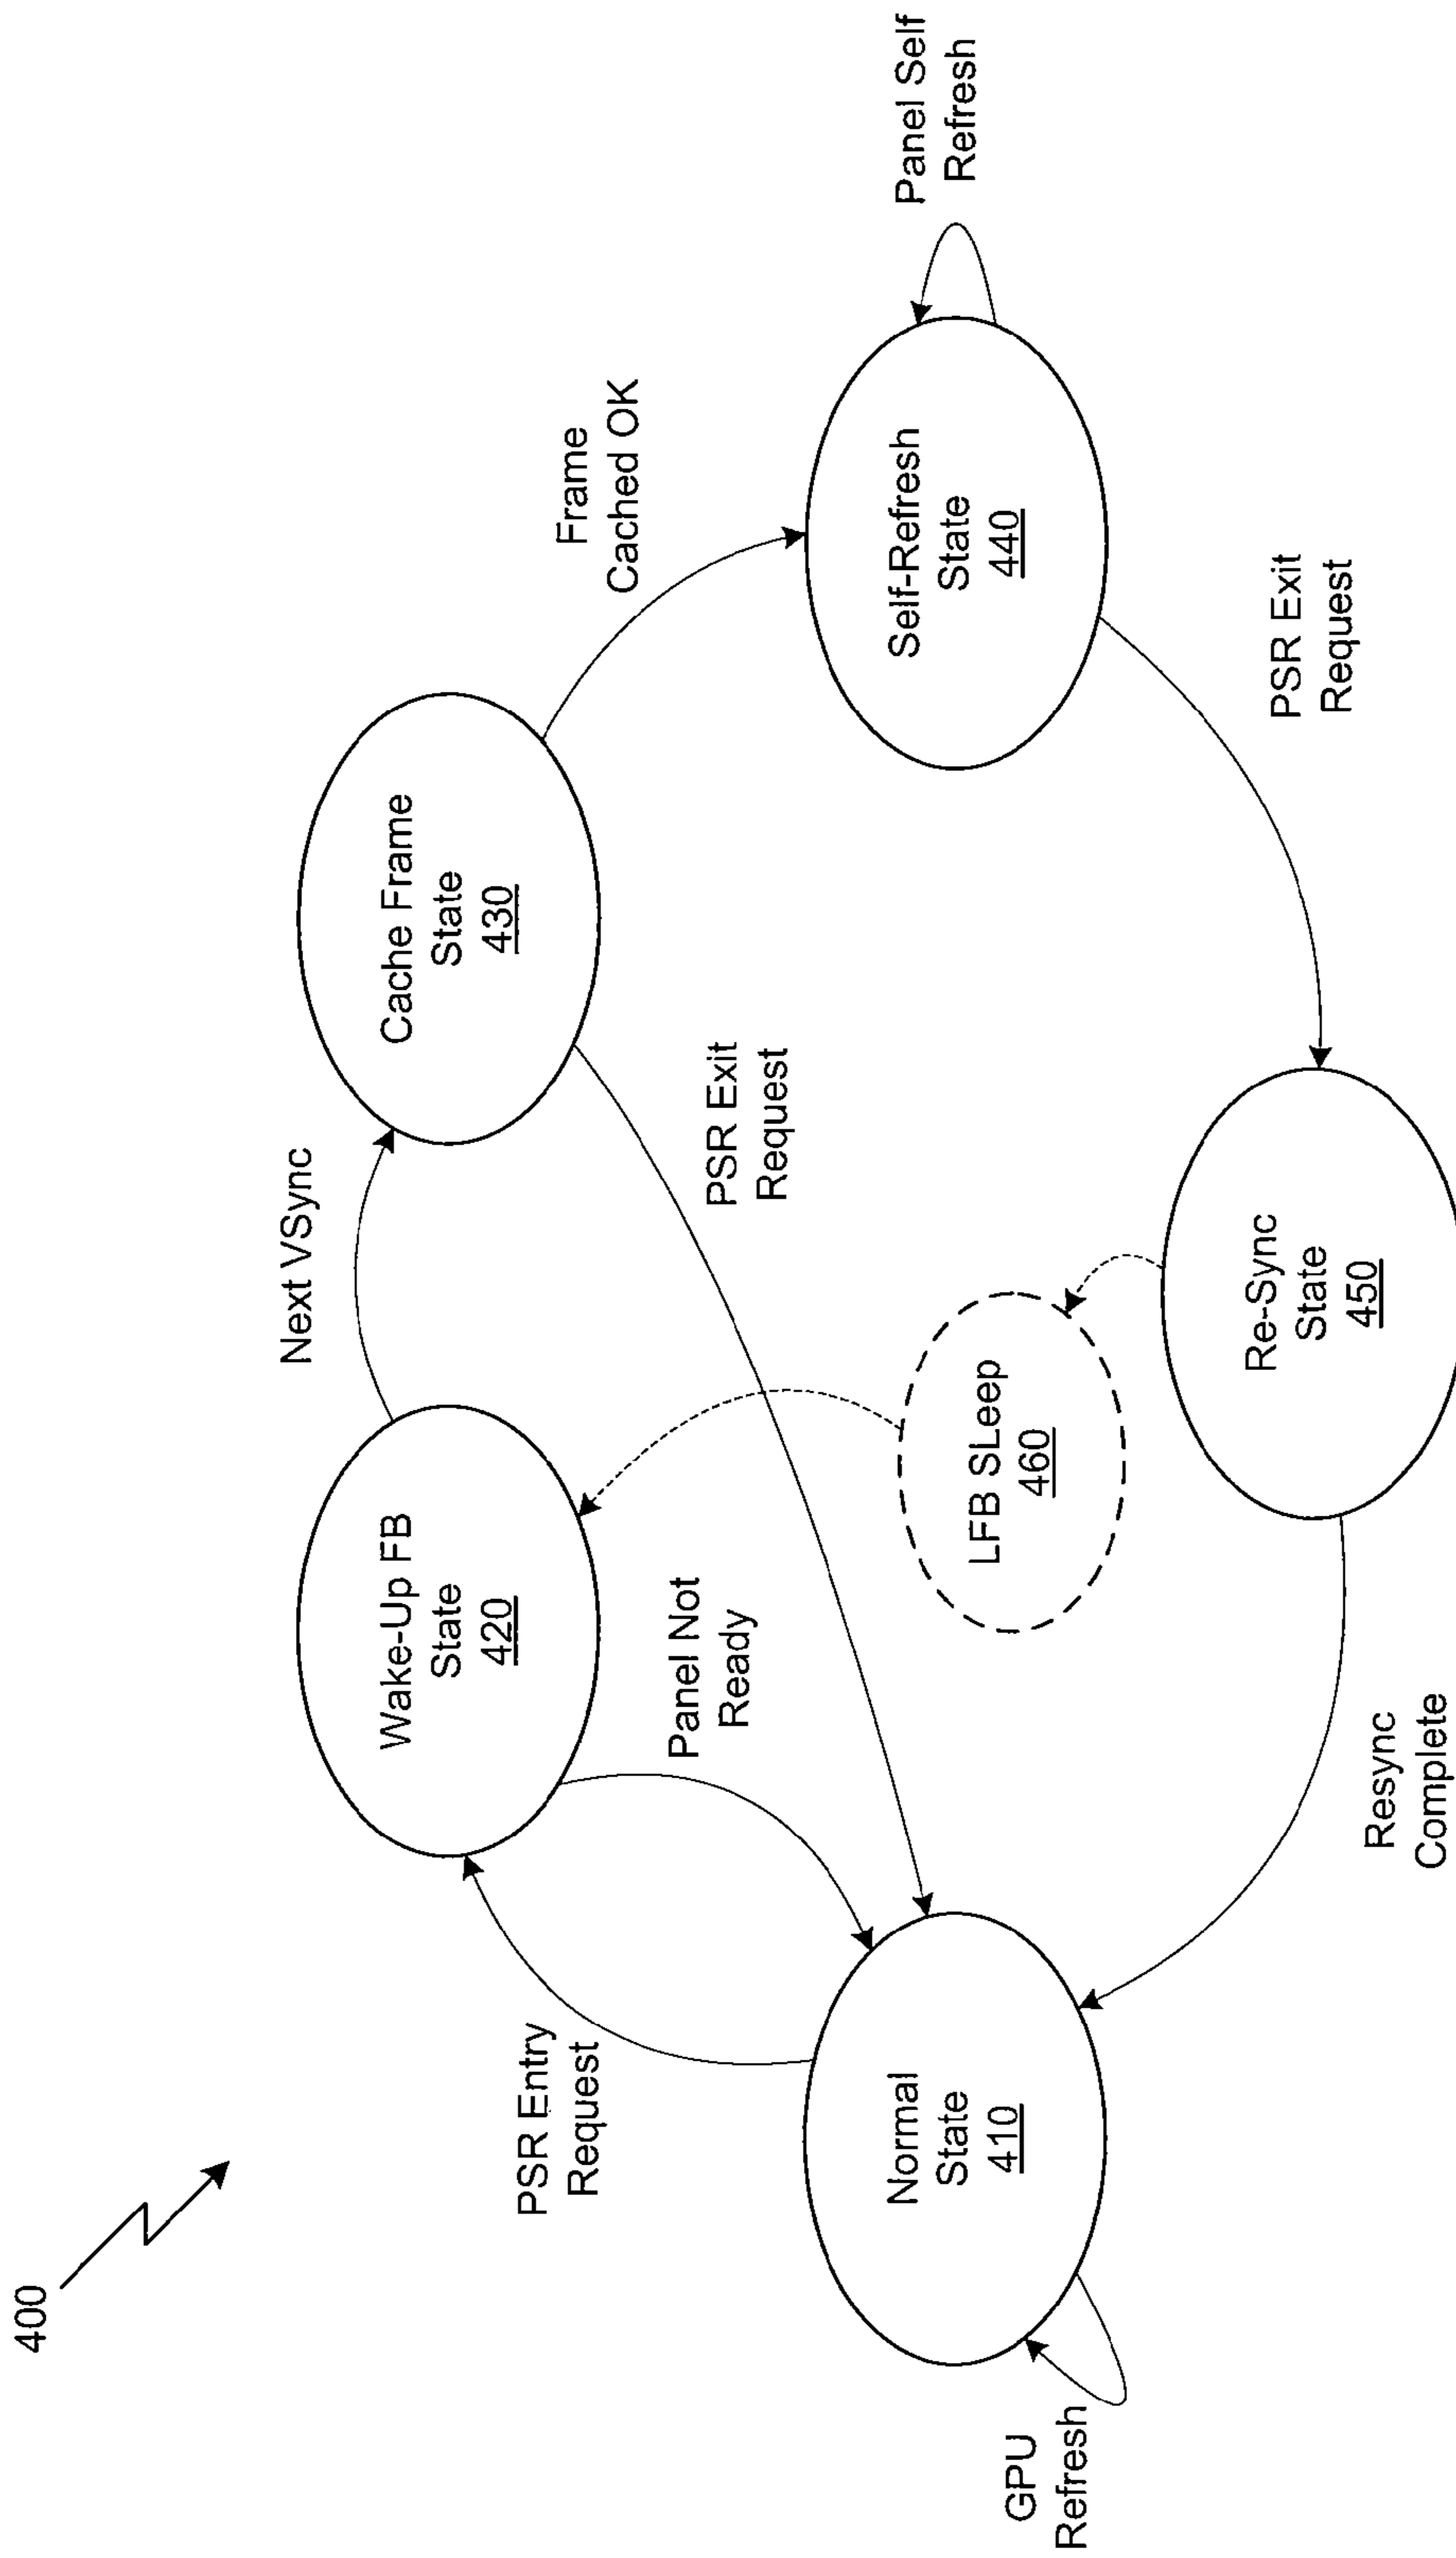 400
Next VSync
Wake-Up FB
State
420
Cache Frame
State
430
PSR Entry
Request
Frame
Cached OK
Panel Not
Ready
PSR Exit
Request
Normal
State
410
Self-Refresh
State
440
Panel Self
Refresh
LFB SLeep
460
GPU
Refresh
Re-Sync
State
450
PSR Exit
Request
Resync
Complete